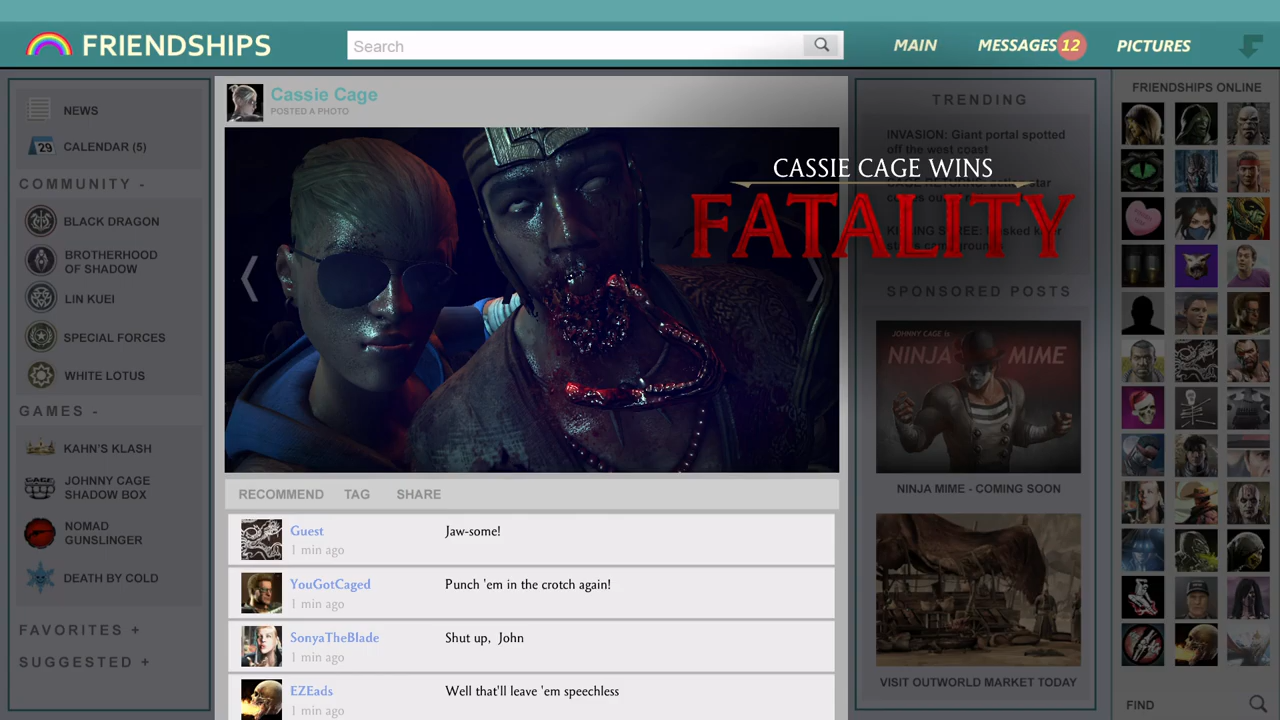 FRIENDSHIPS
Search
MAIN
MESSAGES 12
PICTURES
NEWS
29
CALENDAR (5)
COMMUNITY -
BLACK DRAGON
BROTHERHOOD
OF SHADOW
LIN KUEI
SPECIAL FORCES
WHITE LOTUS
GAMES -
KAHN'S KLASH
CAGE
JOHNNY CAGE
SHADOW BOX
NOMAD
GUNSLINGER
DEATH BY COLD
FAVORITES +
SUGGESTED +
Cassie Cage
POSTED A PHOTO
CASSIE CAGE WINS
FATALITY
RECOMMEND
TAG
SHARE
Guest
1 min ago
Jaw-some!
YouGotCaged
1 min ago
Punch 'em in the crotch again!
SonyaTheBlade
1 min ago
Shut up, John
EZEads
1 min ago
Well that'll leave 'em speechless
TRENDING
INVASION: Giant portal spotted
off the west coast
SPONSORED POSTS
JOHNNY CAGE is
NINJA MIME
NINJA MIME - COMING SOON
VISIT OUTWORLD MARKET TODAY
FRIENDSHIPS ONLINE
FIND